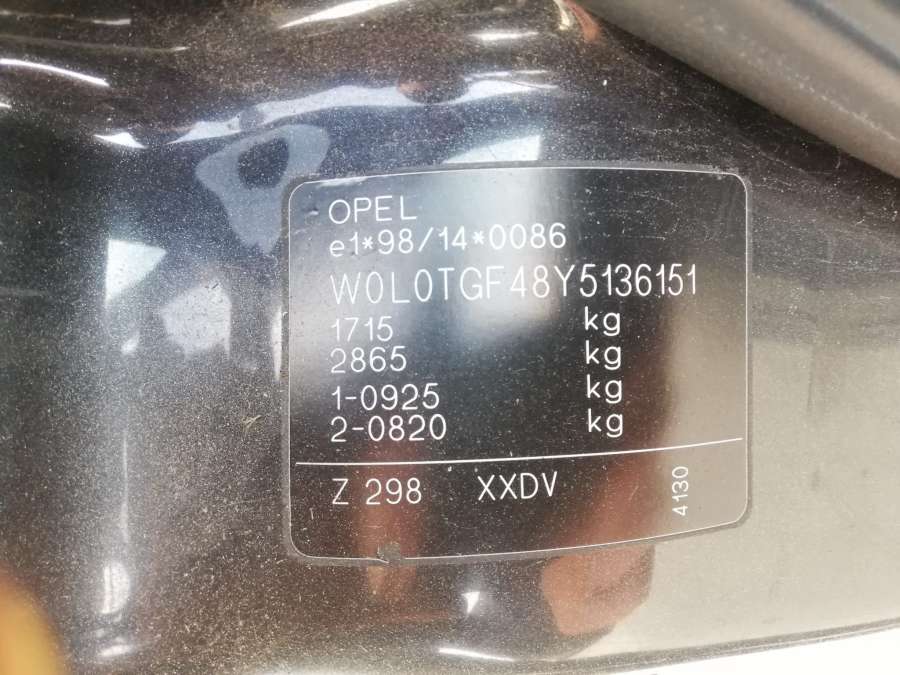 OPEL
e1*98/14*0086
W0L0TGF48Y5136151
1715 kg
2865 kg
1-0925 kg
2-0820 kg
Z 298 XXDV
4130